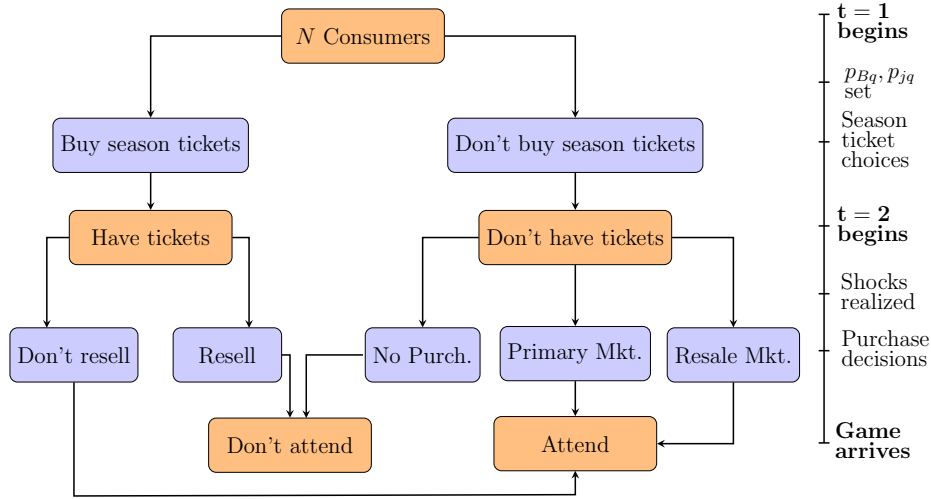 N Consumers
Buy season tickets
Don't buy season tickets
Have tickets
Don't have tickets
Don't resell
Resell
No Purch.
Primary Mkt.
Resale Mkt.
Don't attend
Attend
t = 1
begins
p_{Bq}, p_{jq}
set
Season
ticket
choices
t = 2
begins
Shocks
realized
Purchase
decisions
Game
arrives